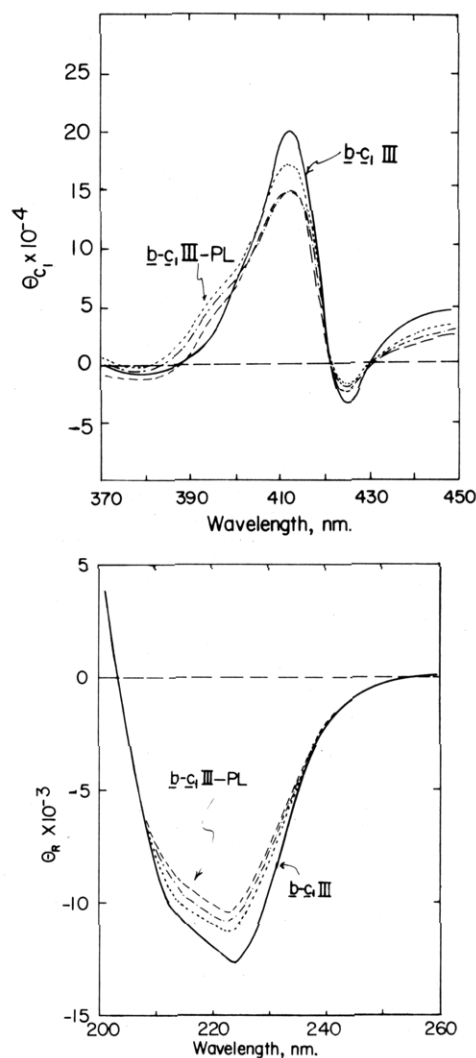 25
20
15
10
5
0
-5
θC₁ x 10⁻⁴
b-c₁ III
b-c₁ III-PL
370 390 410 430 450
Wavelength, nm.
5
0
-5
-10
-15
θR X10⁻³
b-c₁ III-PL
b-c₁ III
200 220 240 260
Wavelength, nm.